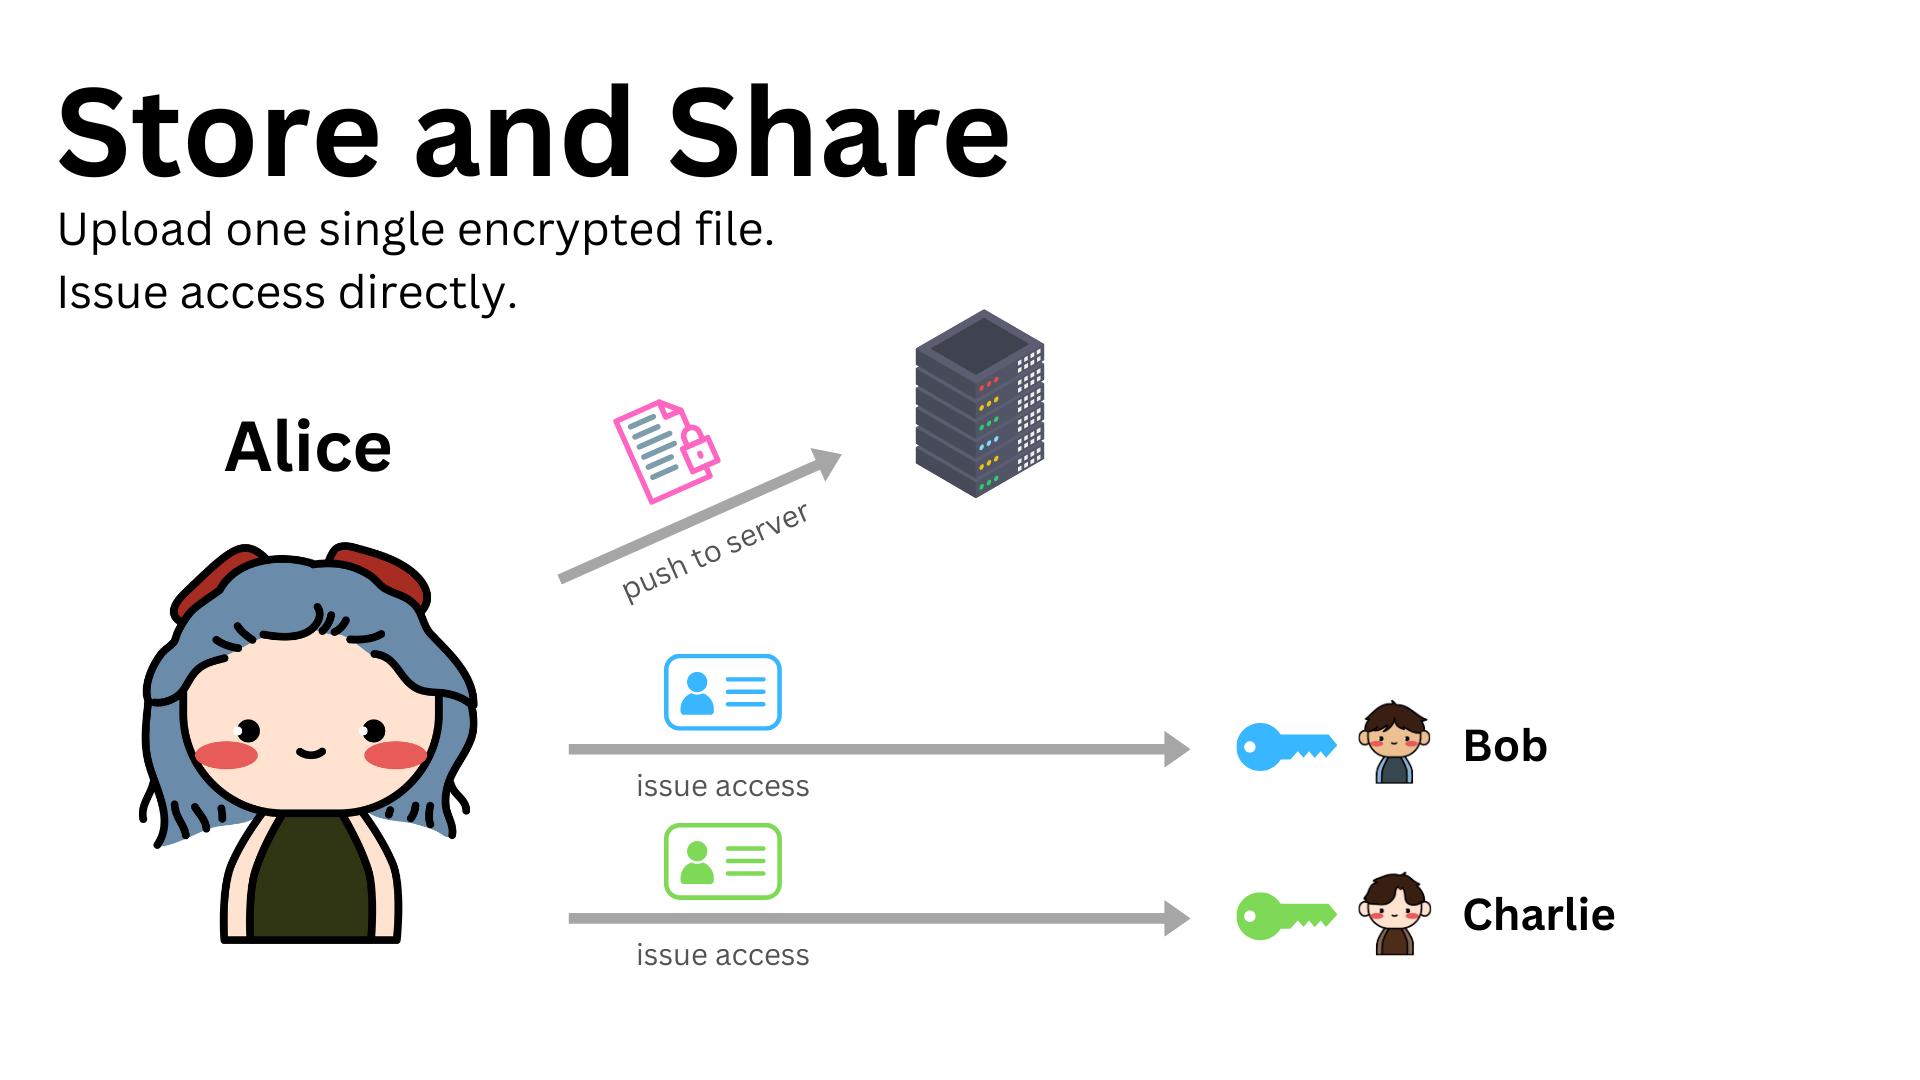 Store and Share
Upload one single encrypted file.
Issue access directly.
Alice
push to server
issue access
Bob
issue access
Charlie